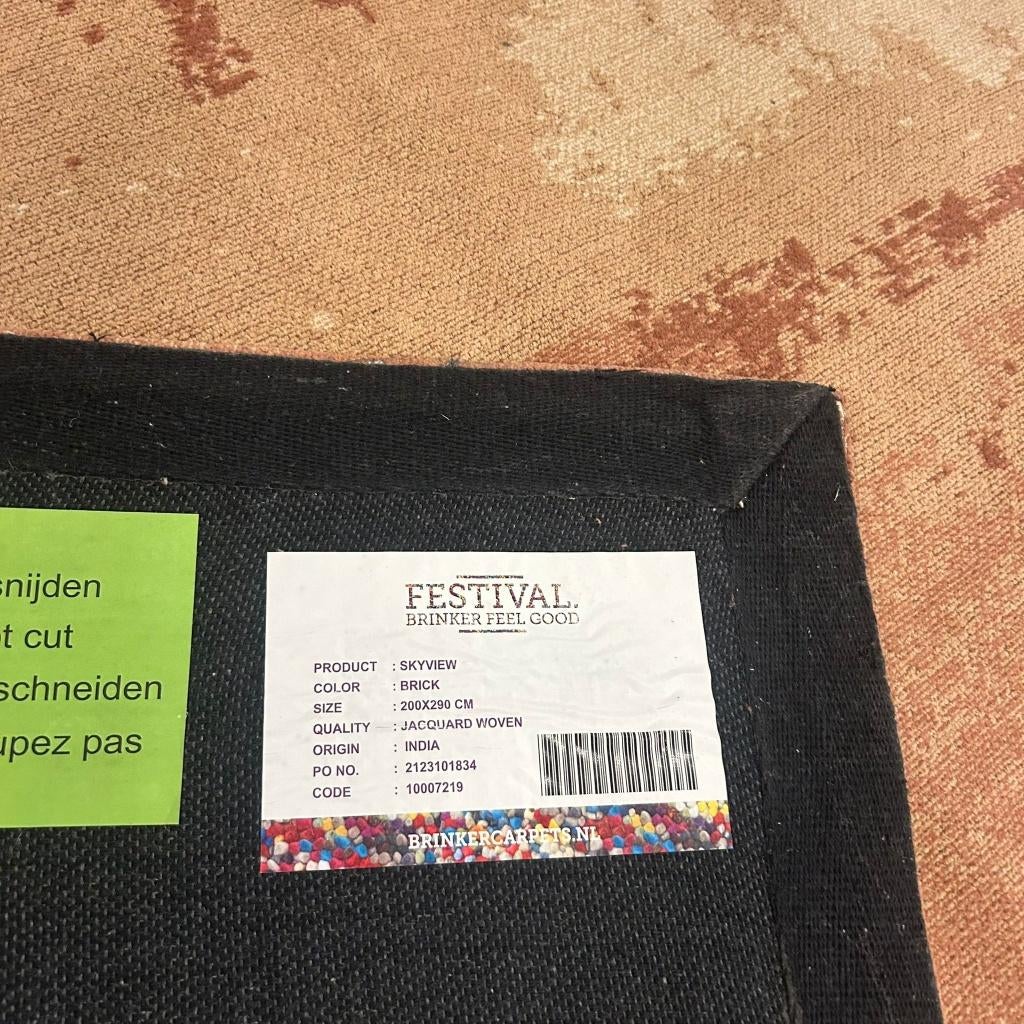 snijden
t cut
schneiden
upez pas
FESTIVAL.
BRINKER FEEL GOOD
PRODUCT : SKYVIEW
COLOR : BRICK
SIZE : 200X290 CM
QUALITY : JACQUARD WOVEN
ORIGIN : INDIA
PO NO. : 2123101834
CODE : 10007219
BRINKERCARPETS.NL